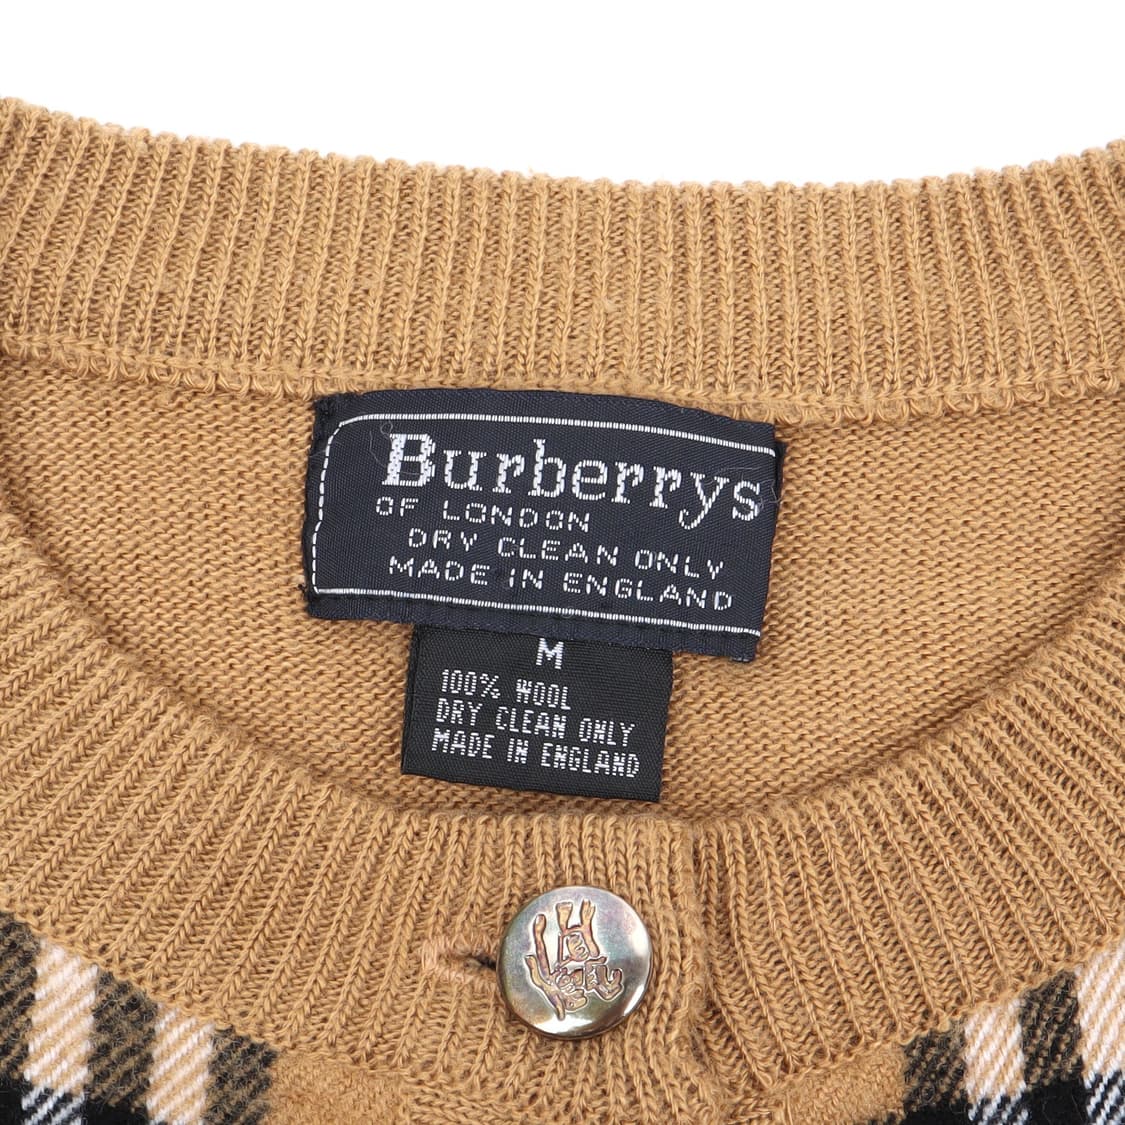 Burberrys
OF LONDON
DRY CLEAN ONLY
MADE IN ENGLAND
M
100% WOOL
DRY CLEAN ONLY
MADE IN ENGLAND